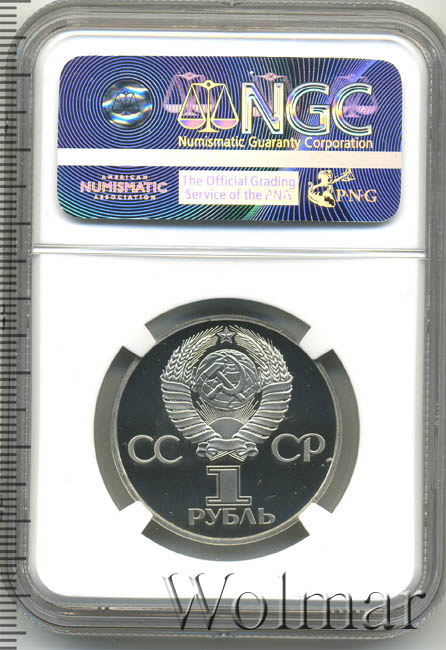 NGC
Numismatic Guaranty Corporation
AMERICAN
NUMISMATIC
ASSOCIATION
The Official Grading
Service of the PNG
PNG
СС СР
1
РУБЛЬ
Wolmar